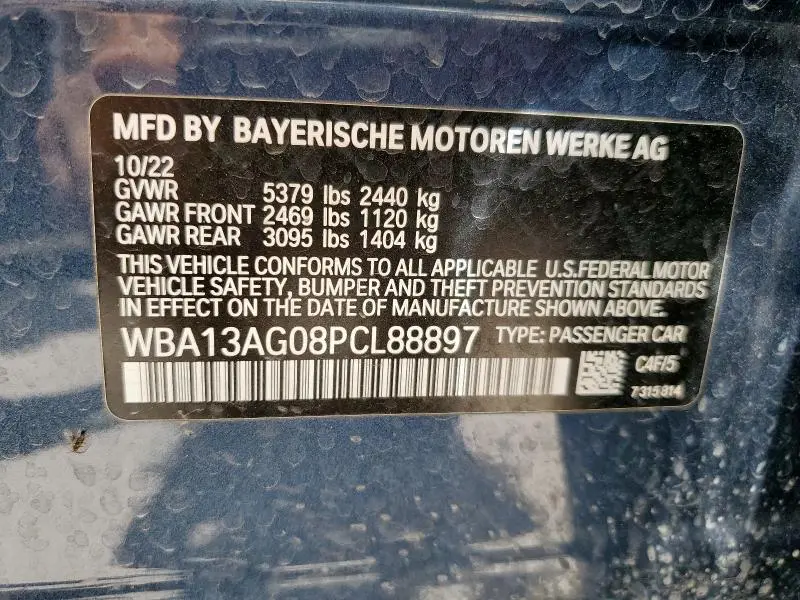 MFD BY BAYERISCHE MOTOREN WERKE AG
10/22
GVWR 5379 lbs 2440 kg
GAWR FRONT 2469 lbs 1120 kg
GAWR REAR 3095 lbs 1404 kg
THIS VEHICLE CONFORMS TO ALL APPLICABLE U.S.FEDERAL MOTOR
VEHICLE SAFETY, BUMPER AND THEFT PREVENTION STANDARDS
IN EFFECT ON THE DATE OF MANUFACTURE SHOWN ABOVE.
WBA13AG08PCL88897 TYPE: PASSENGER CAR
C4F/5
7315814